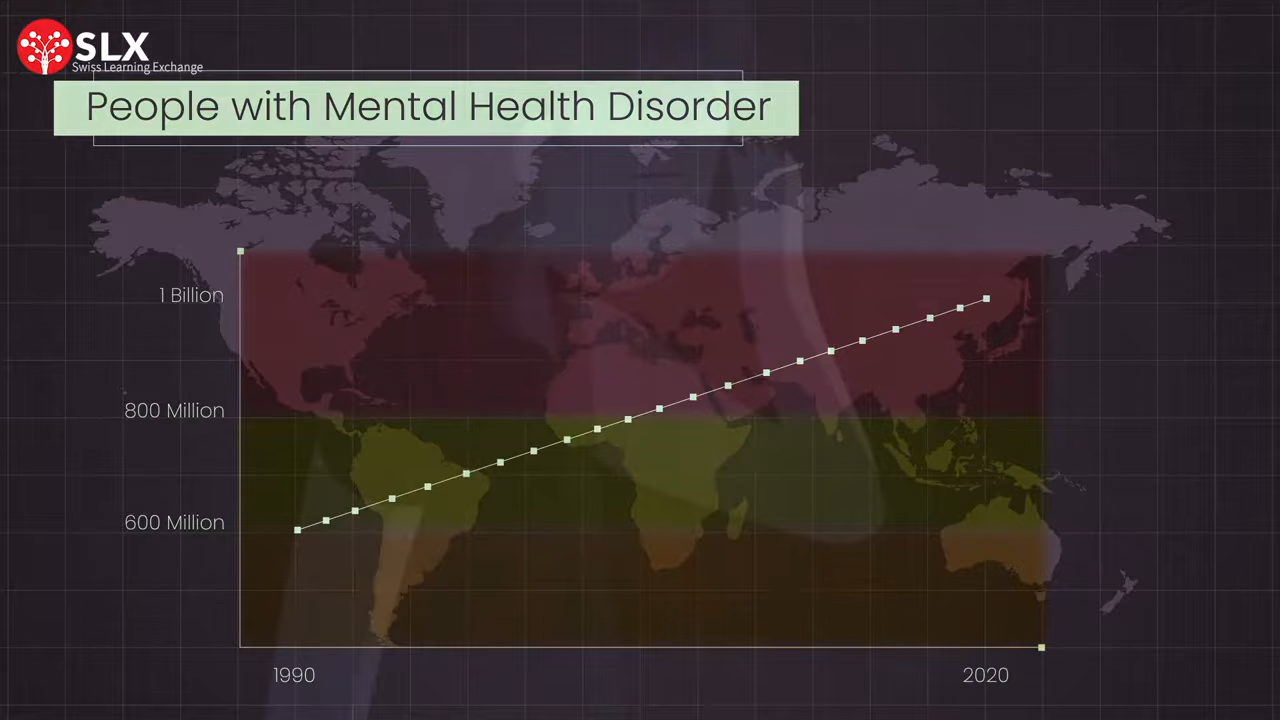 SLX
Swiss Learning Exchange
People with Mental Health Disorder
1 Billion
800 Million
600 Million
1990
2020